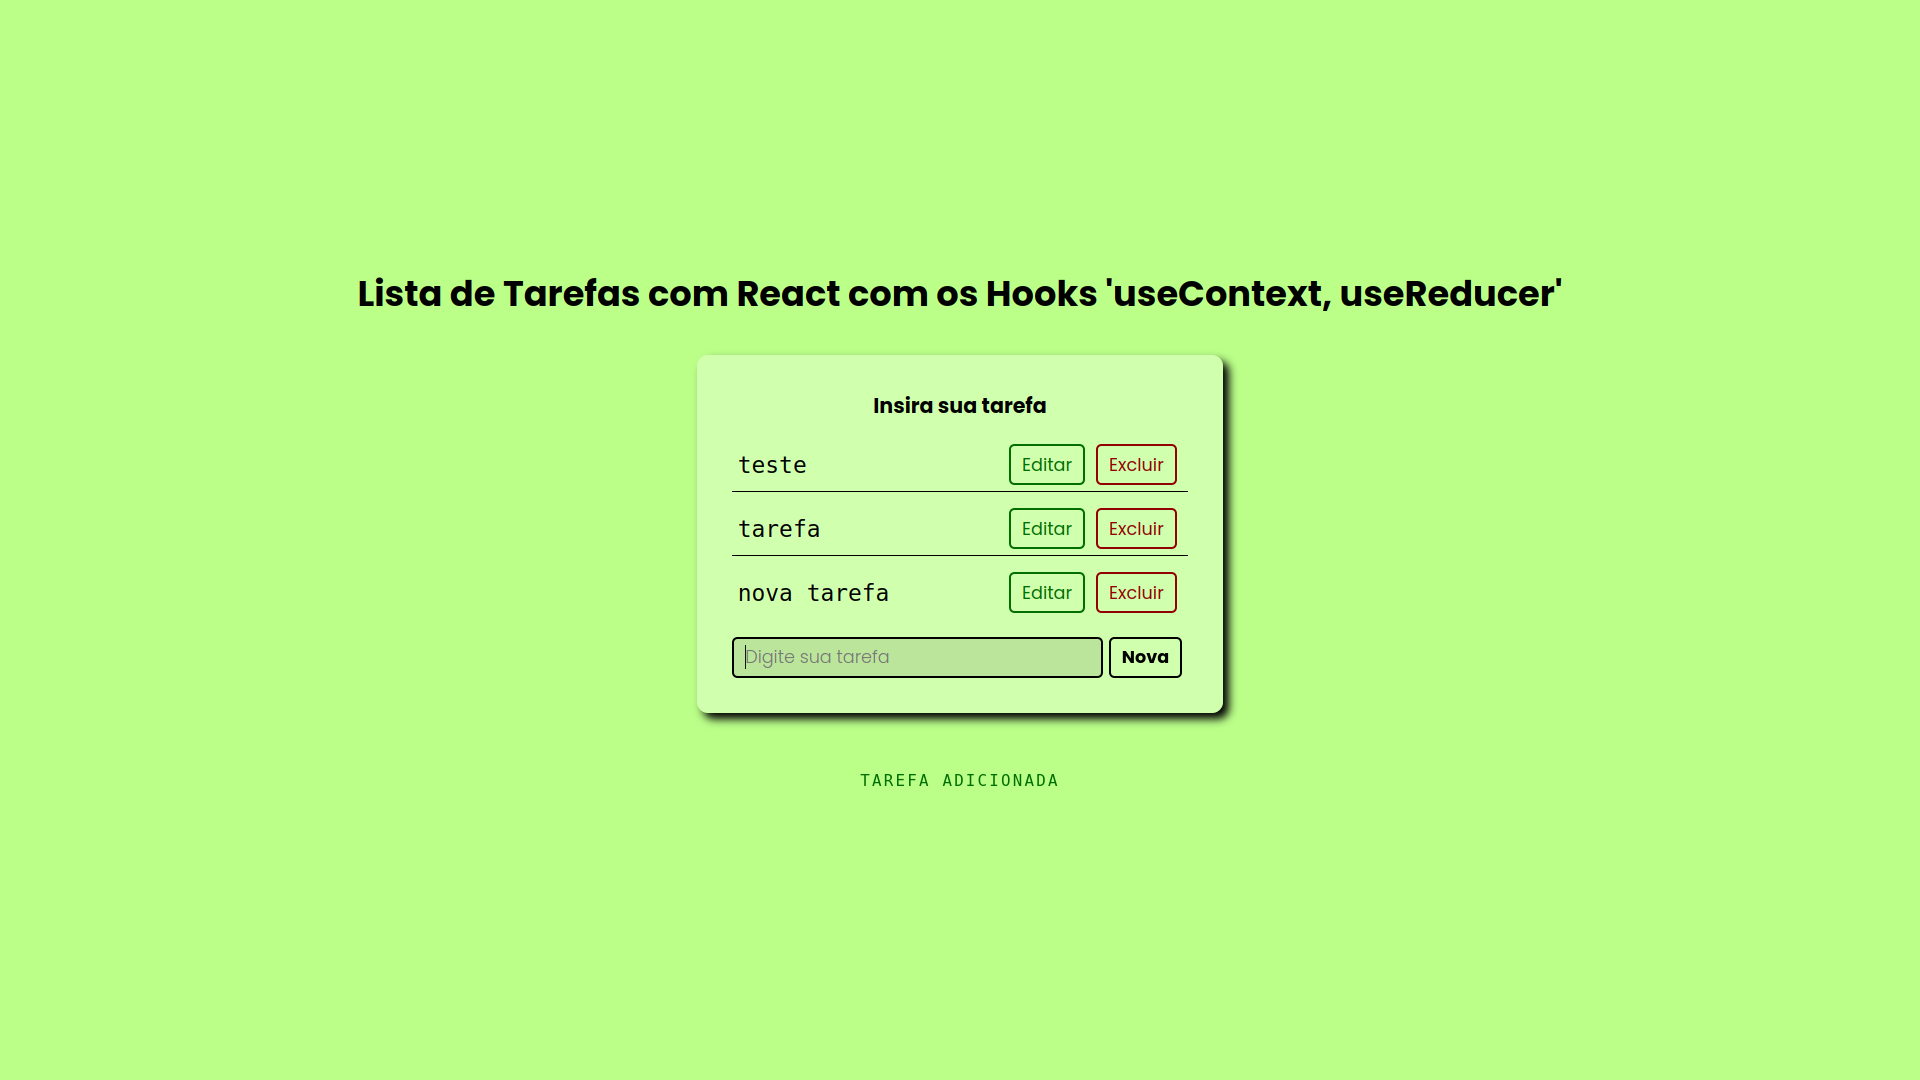 Lista de Tarefas com React com os Hooks 'useContext, useReducer'
Insira sua tarefa
teste Editar Excluir
tarefa Editar Excluir
nova tarefa Editar Excluir
Digite sua tarefa Nova
TAREFA ADICIONADA